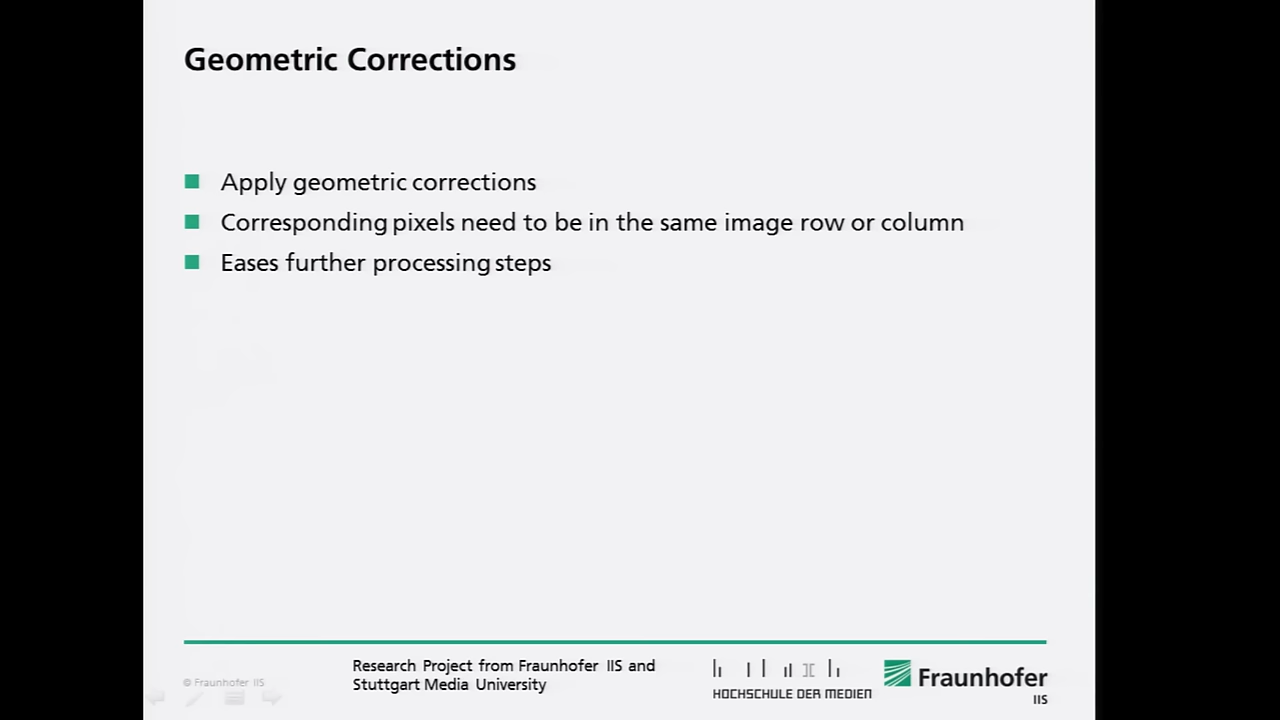 Geometric Corrections
Apply geometric corrections
Corresponding pixels need to be in the same image row or column
Eases further processing steps
© Fraunhofer IIS
Research Project from Fraunhofer IIS and
Stuttgart Media University
HOCHSCHULE DER MEDIEN
Fraunhofer
IIS